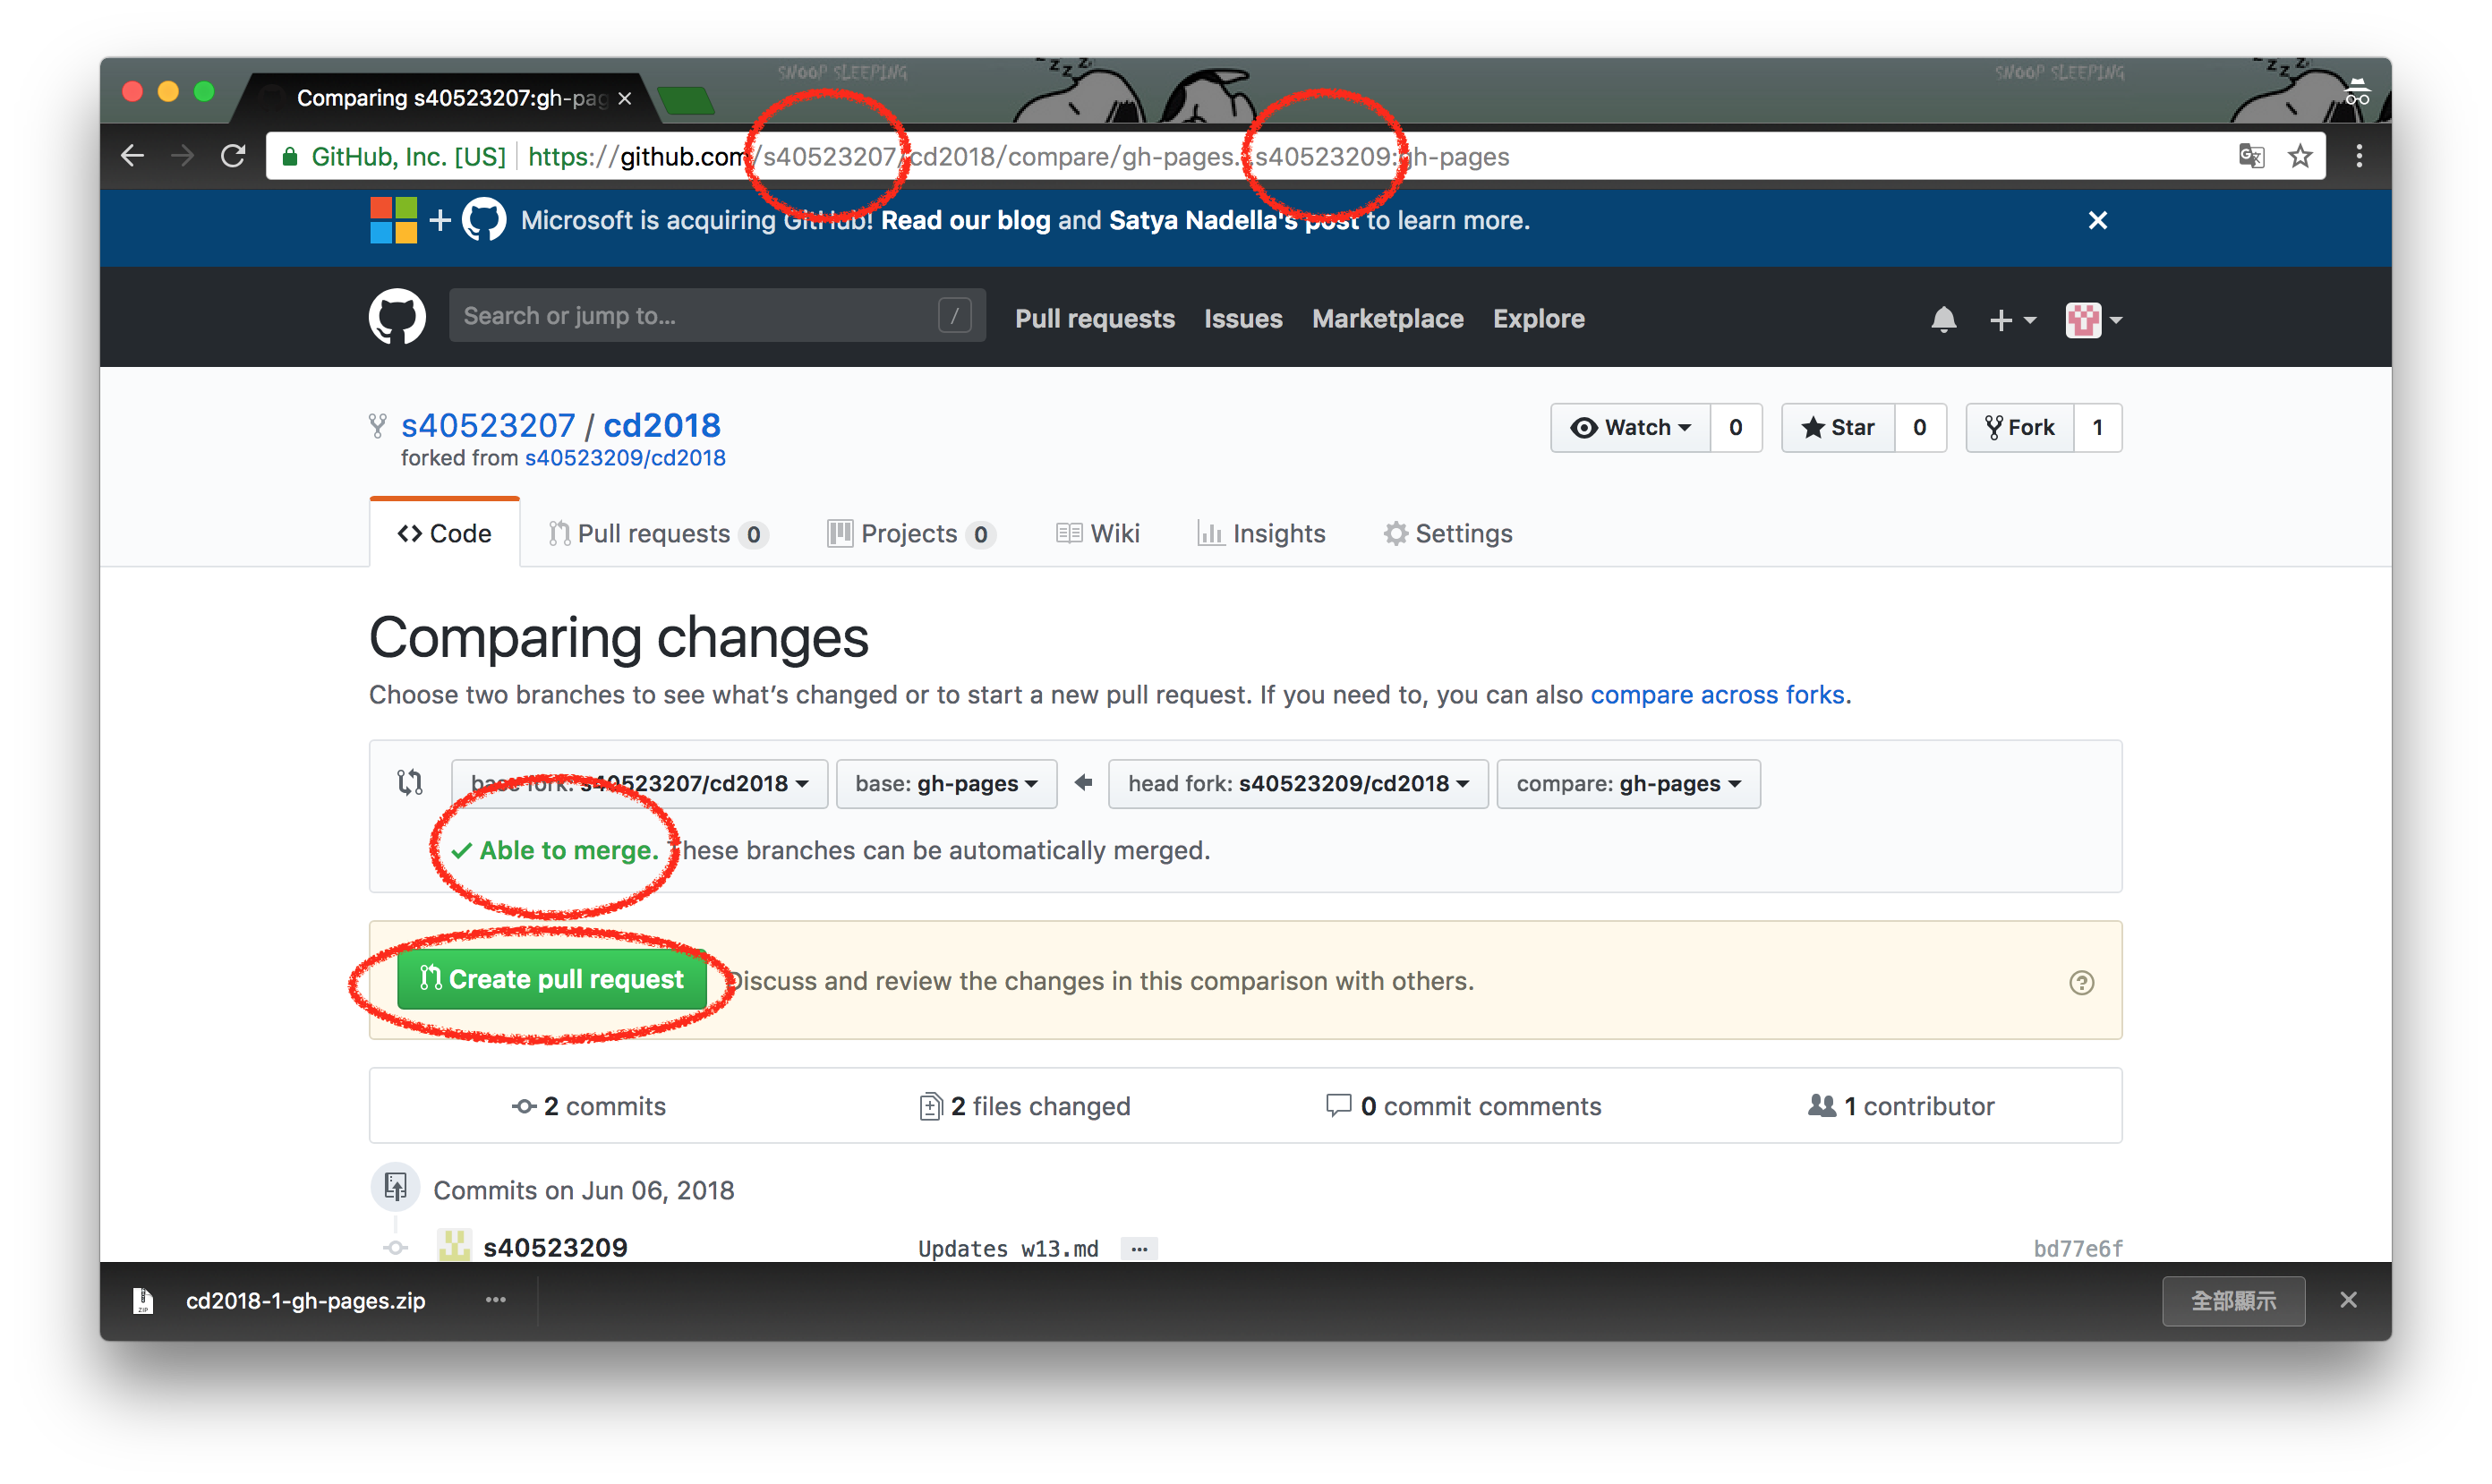 SNOOP SLEEPING
SNOOP SLEEPING
zzzz
zzzz
Comparing s40523207:gh-pag
GitHub, Inc. [US] https://github.com/s40523207/cd2018/compare/gh-pages...s40523209:gh-pages
+ Microsoft is acquiring GitHub! Read our blog and Satya Nadella's post to learn more.
Search or jump to... /
Pull requests Issues Marketplace Explore
s40523207 / cd2018
Watch 0 Star 0 Fork 1
forked from s40523209/cd2018
Code Pull requests 0 Projects 0 Wiki Insights Settings
Comparing changes
Choose two branches to see what’s changed or to start a new pull request. If you need to, you can also compare across forks.
base fork: s40523207/cd2018 base: gh-pages head fork: s40523209/cd2018 compare: gh-pages
Able to merge. These branches can be automatically merged.
Create pull request Discuss and review the changes in this comparison with others.
2 commits 2 files changed 0 commit comments 1 contributor
Commits on Jun 06, 2018
s40523209 Updates w13.md ... bd77e6f
ZIP cd2018-1-gh-pages.zip ... 全部顯示